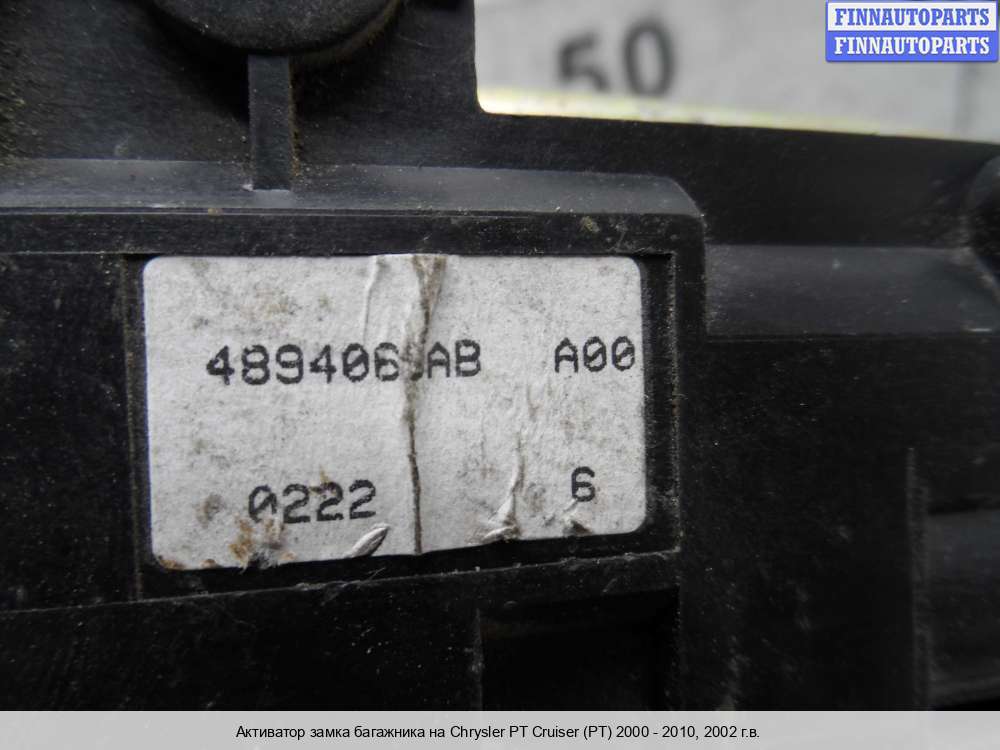 FINNAUTOPARTS
FINNAUTOPARTS
50
A00
0222 6
Активатор замка багажника на Chrysler PT Cruiser (PT) 2000 - 2010, 2002 г.в.